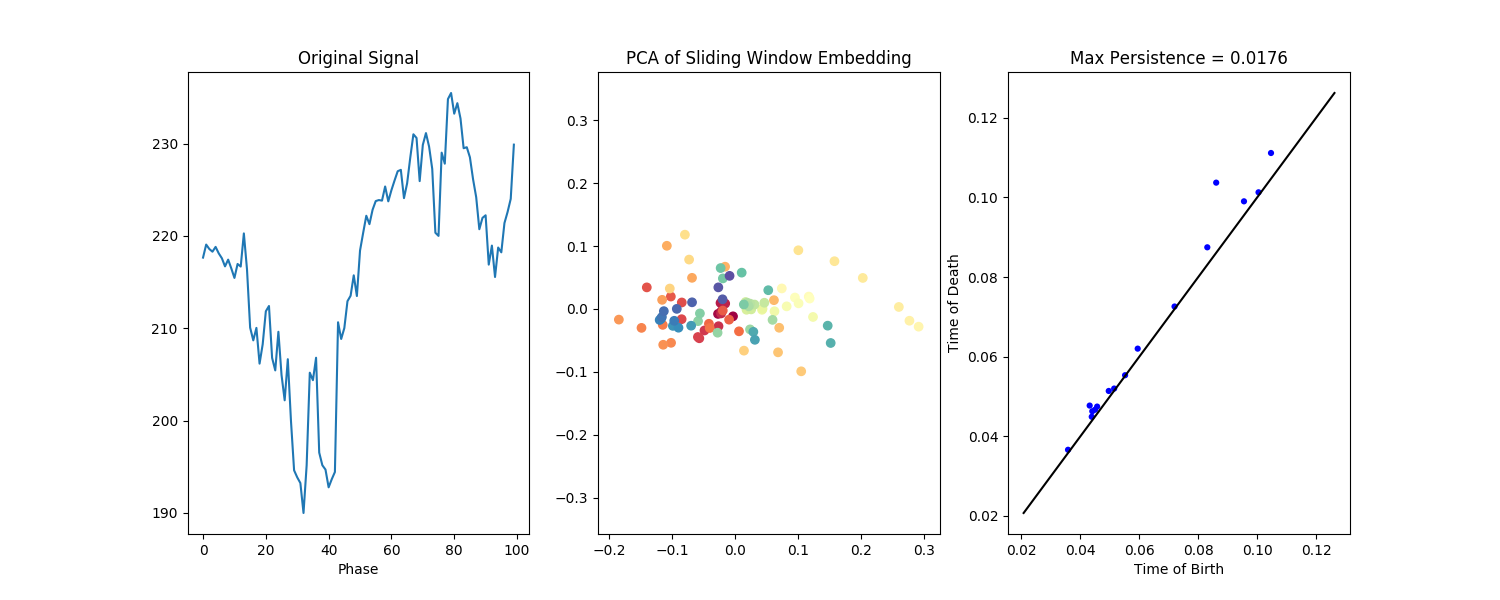 Original Signal
230
220
210
200
190
0 20 40 60 80 100
Phase
PCA of Sliding Window Embedding
0.3
0.2
0.1
0.0
−0.1
−0.2
−0.3
−0.2 −0.1 0.0 0.1 0.2 0.3
Max Persistence = 0.0176
Time of Death
0.12
0.10
0.08
0.06
0.04
0.02
0.02 0.04 0.06 0.08 0.10 0.12
Time of Birth